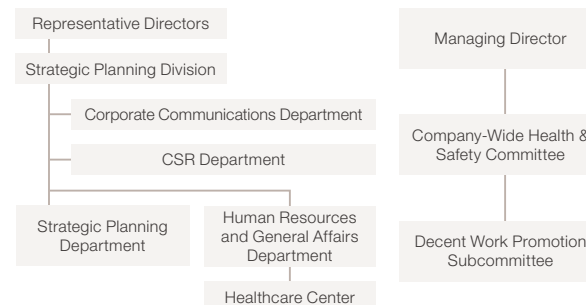 Representative Directors
Strategic Planning Division
Corporate Communications Department
CSR Department
Strategic Planning
Department
Human Resources
and General Affairs
Department
Healthcare Center
Managing Director
Company-Wide Health &
Safety Committee
Decent Work Promotion
Subcommittee